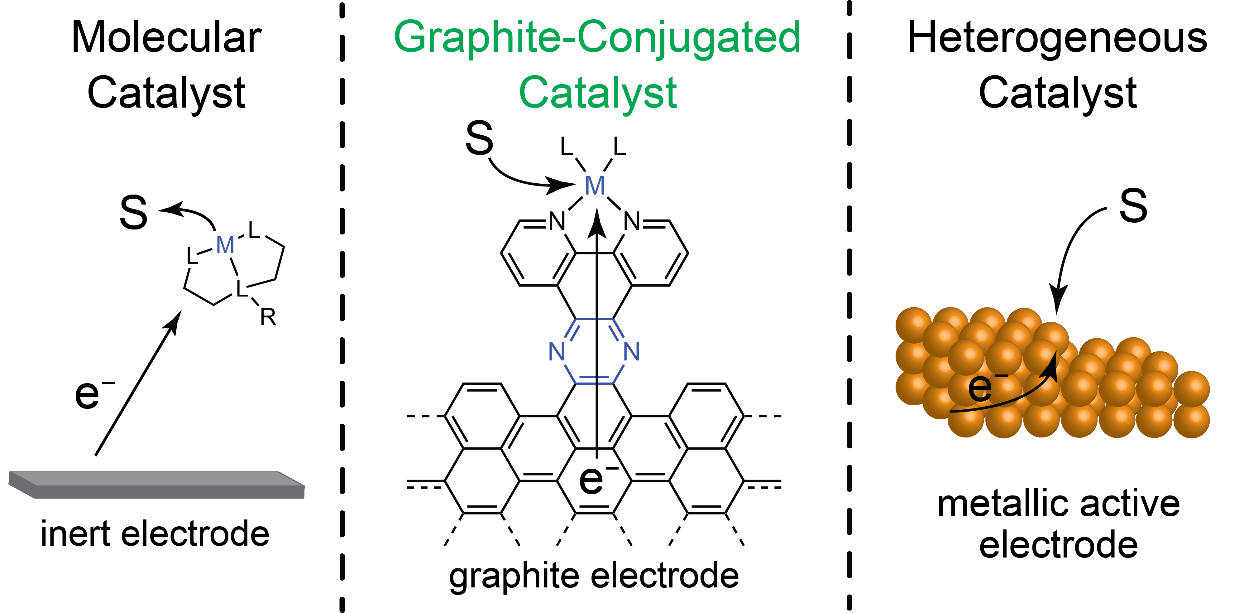 Molecular
Catalyst
S
M
L
L
L
R
e⁻
inert electrode
Graphite-Conjugated
Catalyst
S
L L
M
N N
N N
e⁻
graphite electrode
Heterogeneous
Catalyst
S
e⁻
metallic active
electrode